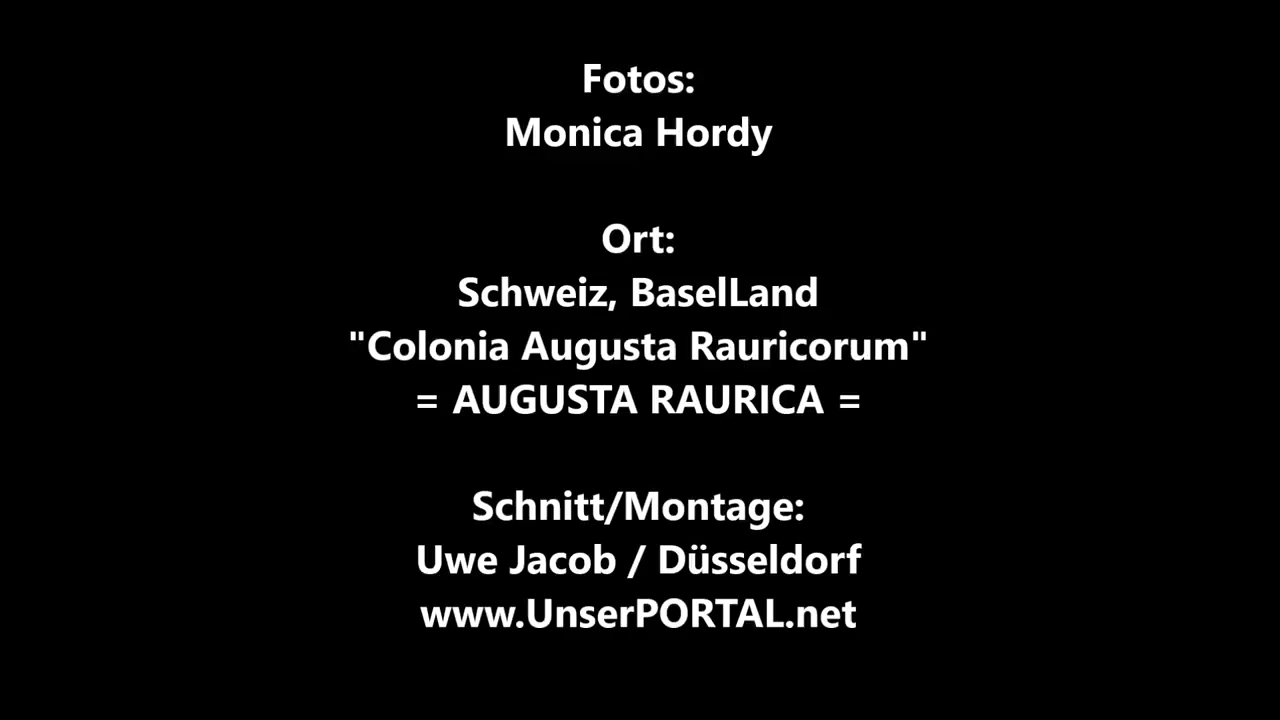 Fotos:
Monica Hordy
Ort:
Schweiz, BaselLand
"Colonia Augusta Rauricorum"
= AUGUSTA RAURICA =
Schnitt/Montage:
Uwe Jacob / Düsseldorf
www.UnserPORTAL.net